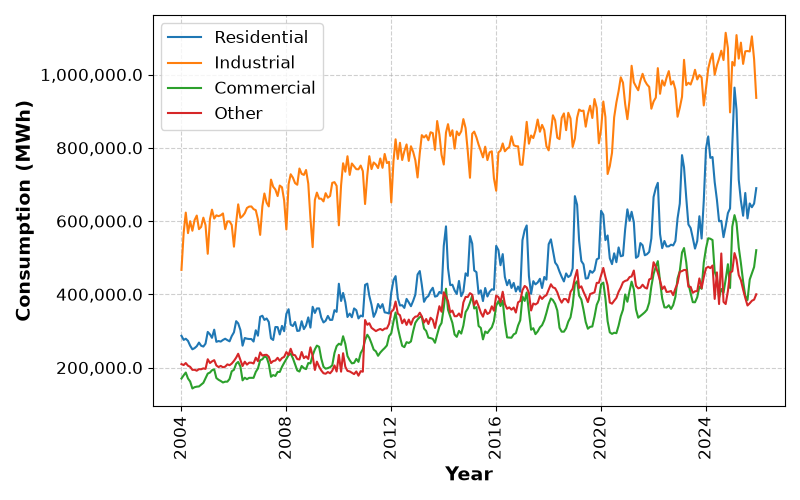 Residential
Industrial
Commercial
Other
Consumption (MWh)
1,000,000.0
800,000.0
600,000.0
400,000.0
200,000.0
2004
2008
2012
2016
2020
2024
Year